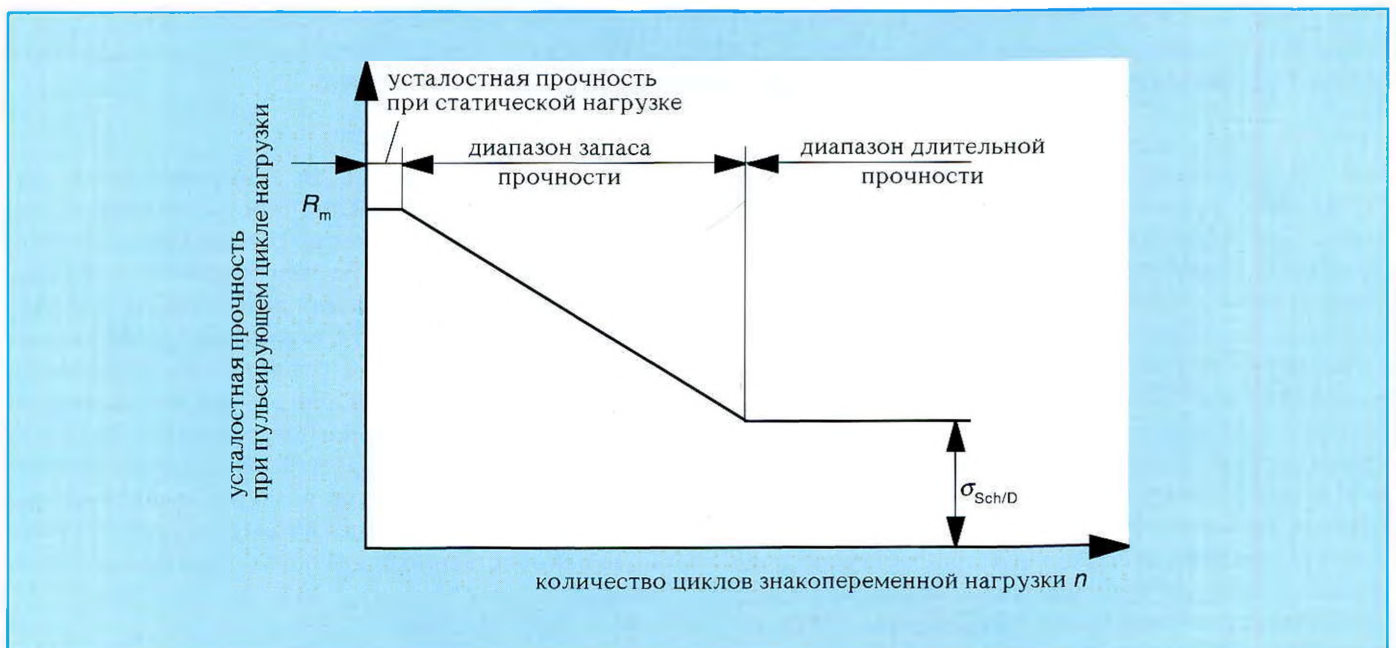 усталостная прочность
при статической нагрузке
диапазон запаса
прочности
диапазон длительной
прочности
R_m
усталостная прочность
при пульсирующем цикле нагрузки
σ_Sch/D
количество циклов знакопеременной нагрузки n